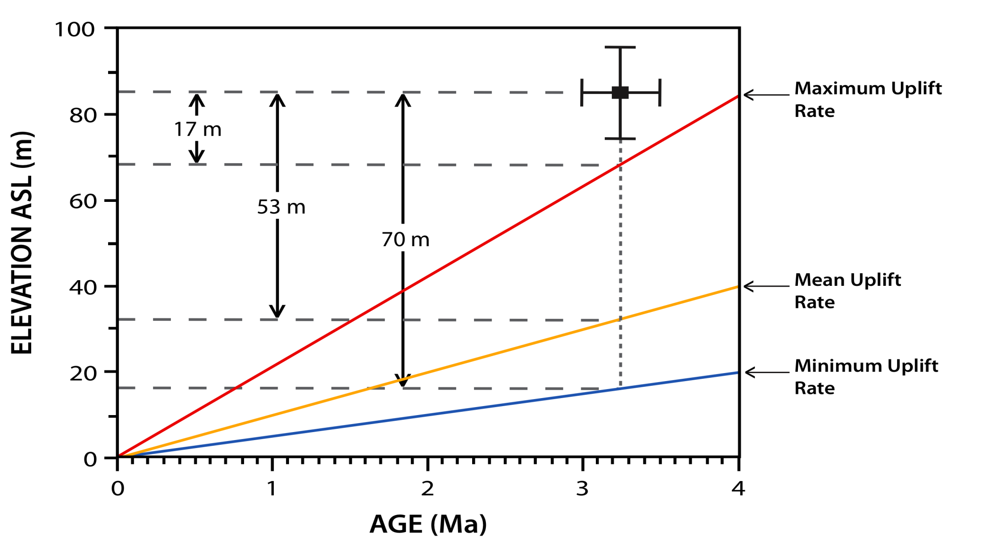 100
80
60
40
20
0
ELEVATION ASL (m)
17 m
53 m
70 m
Maximum Uplift
Rate
Mean Uplift
Rate
Minimum Uplift
Rate
0 1 2 3 4
AGE (Ma)